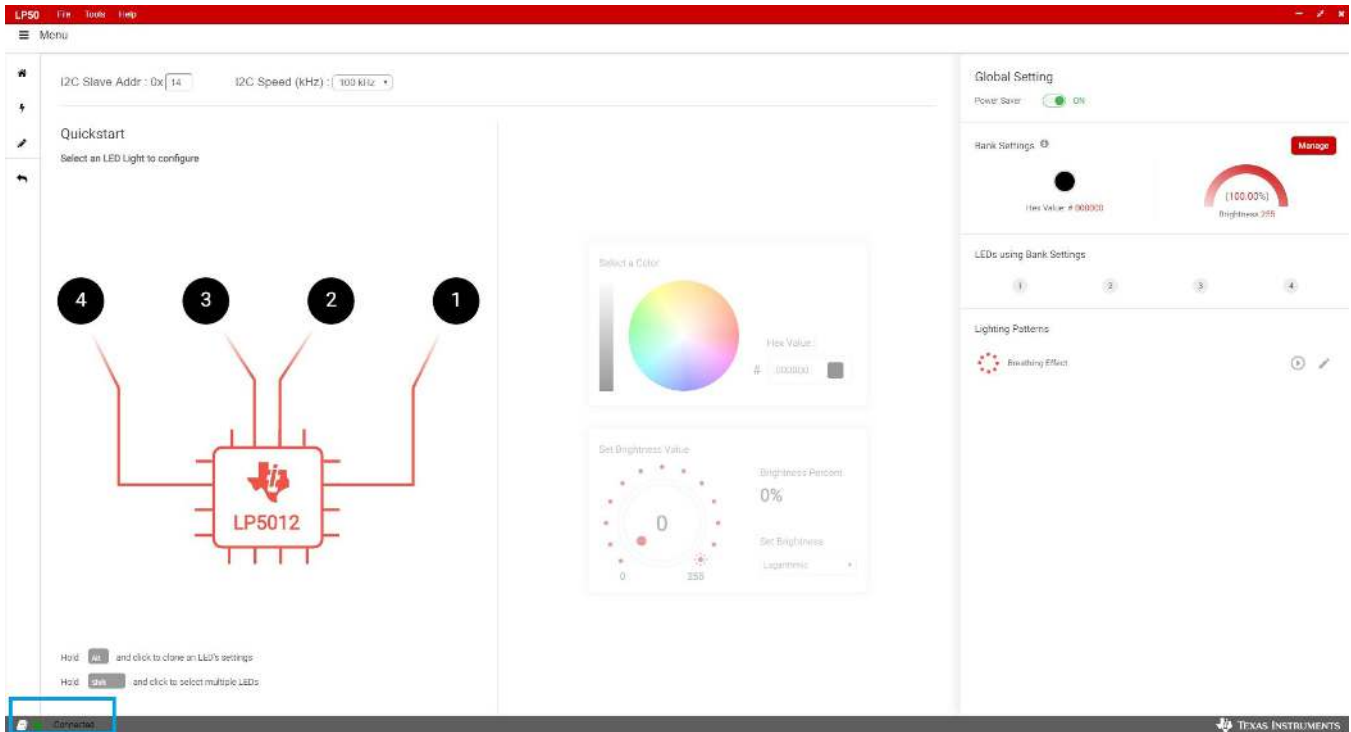 LP50 File Tools Help
Menu
I2C Slave Addr : 0x 14 I2C Speed (kHz) : 100 kHz
Quickstart
Select an LED Light to configure
4
3
2
1
LP5012
Hold Alt and click to clone an LED's settings
Hold Shift and click to select multiple LEDs
Select a Color
Hex Value :
# 000000
Set Brightness Value
0
0 255
Brightness Percent
0%
Set Brightness
Logarithmic
Global Setting
Power Saver ON
Bank Settings
Manage
Hex Value: # 000000
(100.00%)
Brightness 255
LEDs using Bank Settings
1 2 3 4
Lighting Patterns
Breathing Effect
Connected
TEXAS INSTRUMENTS